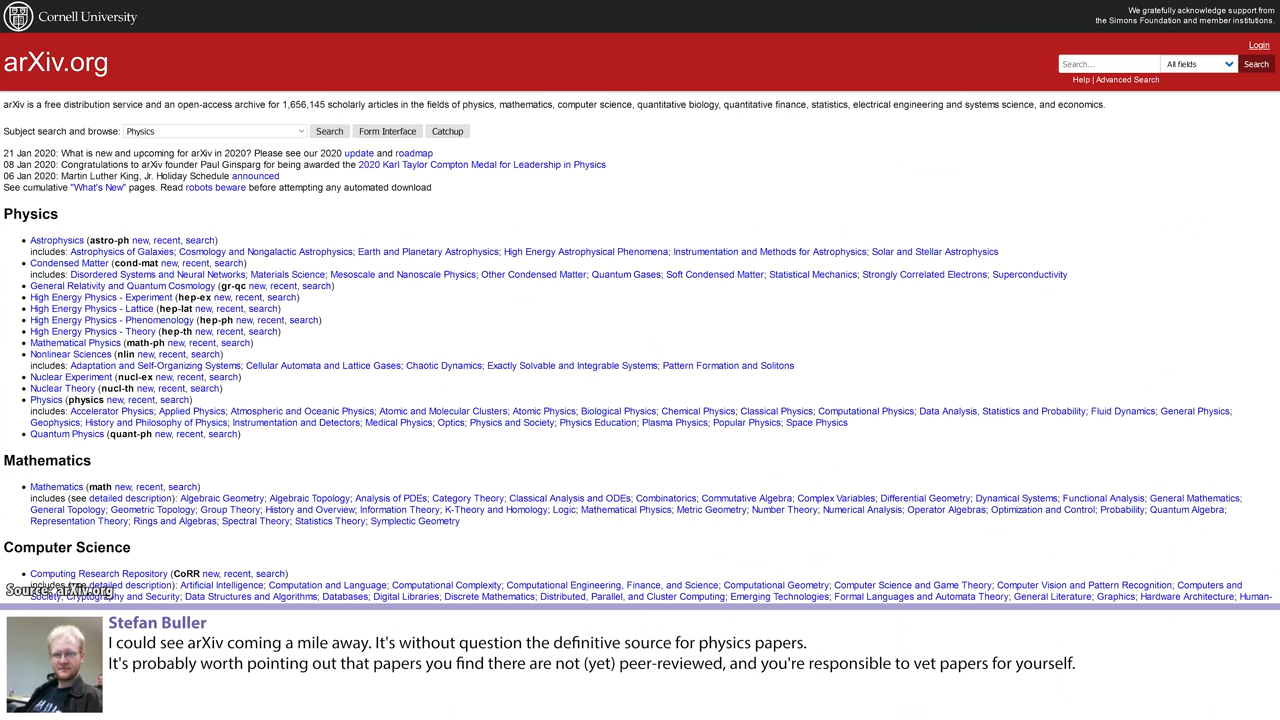 Cornell University
We gratefully acknowledge support from
the Simons Foundation and member institutions.
Login
arXiv.org
Search...
All fields
Search
Help | Advanced Search
arXiv is a free distribution service and an open-access archive for 1,656,145 scholarly articles in the fields of physics, mathematics, computer science, quantitative biology, quantitative finance, statistics, electrical engineering and systems science, and economics.
Subject search and browse: Physics Search Form Interface Catchup
21 Jan 2020: What is new and upcoming for arXiv in 2020? Please see our 2020 update and roadmap
08 Jan 2020: Congratulations to arXiv founder Paul Ginsparg for being awarded the 2020 Karl Taylor Compton Medal for Leadership in Physics
06 Jan 2020: Martin Luther King, Jr. Holiday Schedule announced
See cumulative "What's New" pages. Read robots beware before attempting any automated download
Physics
Astrophysics (astro-ph new, recent, search)
includes: Astrophysics of Galaxies; Cosmology and Nongalactic Astrophysics; Earth and Planetary Astrophysics; High Energy Astrophysical Phenomena; Instrumentation and Methods for Astrophysics; Solar and Stellar Astrophysics
Condensed Matter (cond-mat new, recent, search)
includes: Disordered Systems and Neural Networks; Materials Science; Mesoscale and Nanoscale Physics; Other Condensed Matter; Quantum Gases; Soft Condensed Matter; Statistical Mechanics; Strongly Correlated Electrons; Superconductivity
General Relativity and Quantum Cosmology (gr-qc new, recent, search)
High Energy Physics - Experiment (hep-ex new, recent, search)
High Energy Physics - Lattice (hep-lat new, recent, search)
High Energy Physics - Phenomenology (hep-ph new, recent, search)
High Energy Physics - Theory (hep-th new, recent, search)
Mathematical Physics (math-ph new, recent, search)
Nonlinear Sciences (nlin new, recent, search)
includes: Adaptation and Self-Organizing Systems; Cellular Automata and Lattice Gases; Chaotic Dynamics; Exactly Solvable and Integrable Systems; Pattern Formation and Solitons
Nuclear Experiment (nucl-ex new, recent, search)
Nuclear Theory (nucl-th new, recent, search)
Physics (physics new, recent, search)
includes: Accelerator Physics; Applied Physics; Atmospheric and Oceanic Physics; Atomic and Molecular Clusters; Atomic Physics; Biological Physics; Chemical Physics; Classical Physics; Computational Physics; Data Analysis, Statistics and Probability; Fluid Dynamics; General Physics;
Geophysics; History and Philosophy of Physics; Instrumentation and Detectors; Medical Physics; Optics; Physics and Society; Physics Education; Plasma Physics; Popular Physics; Space Physics
Quantum Physics (quant-ph new, recent, search)
Mathematics
Mathematics (math new, recent, search)
includes (see detailed description): Algebraic Geometry; Algebraic Topology; Analysis of PDEs; Category Theory; Classical Analysis and ODEs; Combinatorics; Commutative Algebra; Complex Variables; Differential Geometry; Dynamical Systems; Functional Analysis; General Mathematics;
General Topology; Geometric Topology; Group Theory; History and Overview; Information Theory; K-Theory and Homology; Logic; Mathematical Physics; Metric Geometry; Number Theory; Numerical Analysis; Operator Algebras; Optimization and Control; Probability; Quantum Algebra;
Representation Theory; Rings and Algebras; Spectral Theory; Statistics Theory; Symplectic Geometry
Computer Science
Computing Research Repository (CoRR new, recent, search)
includes (see detailed description): Artificial Intelligence; Computation and Language; Computational Complexity; Computational Engineering, Finance, and Science; Computational Geometry; Computer Science and Game Theory; Computer Vision and Pattern Recognition; Computers and
Society; Cryptography and Security; Data Structures and Algorithms; Databases; Digital Libraries; Discrete Mathematics; Distributed, Parallel, and Cluster Computing; Emerging Technologies; Formal Languages and Automata Theory; General Literature; Graphics; Hardware Architecture; Human-
Source: arXiv.org
Stefan Buller
I could see arXiv coming a mile away. It's without question the definitive source for physics papers.
It's probably worth pointing out that papers you find there are not (yet) peer-reviewed, and you're responsible to vet papers for yourself.